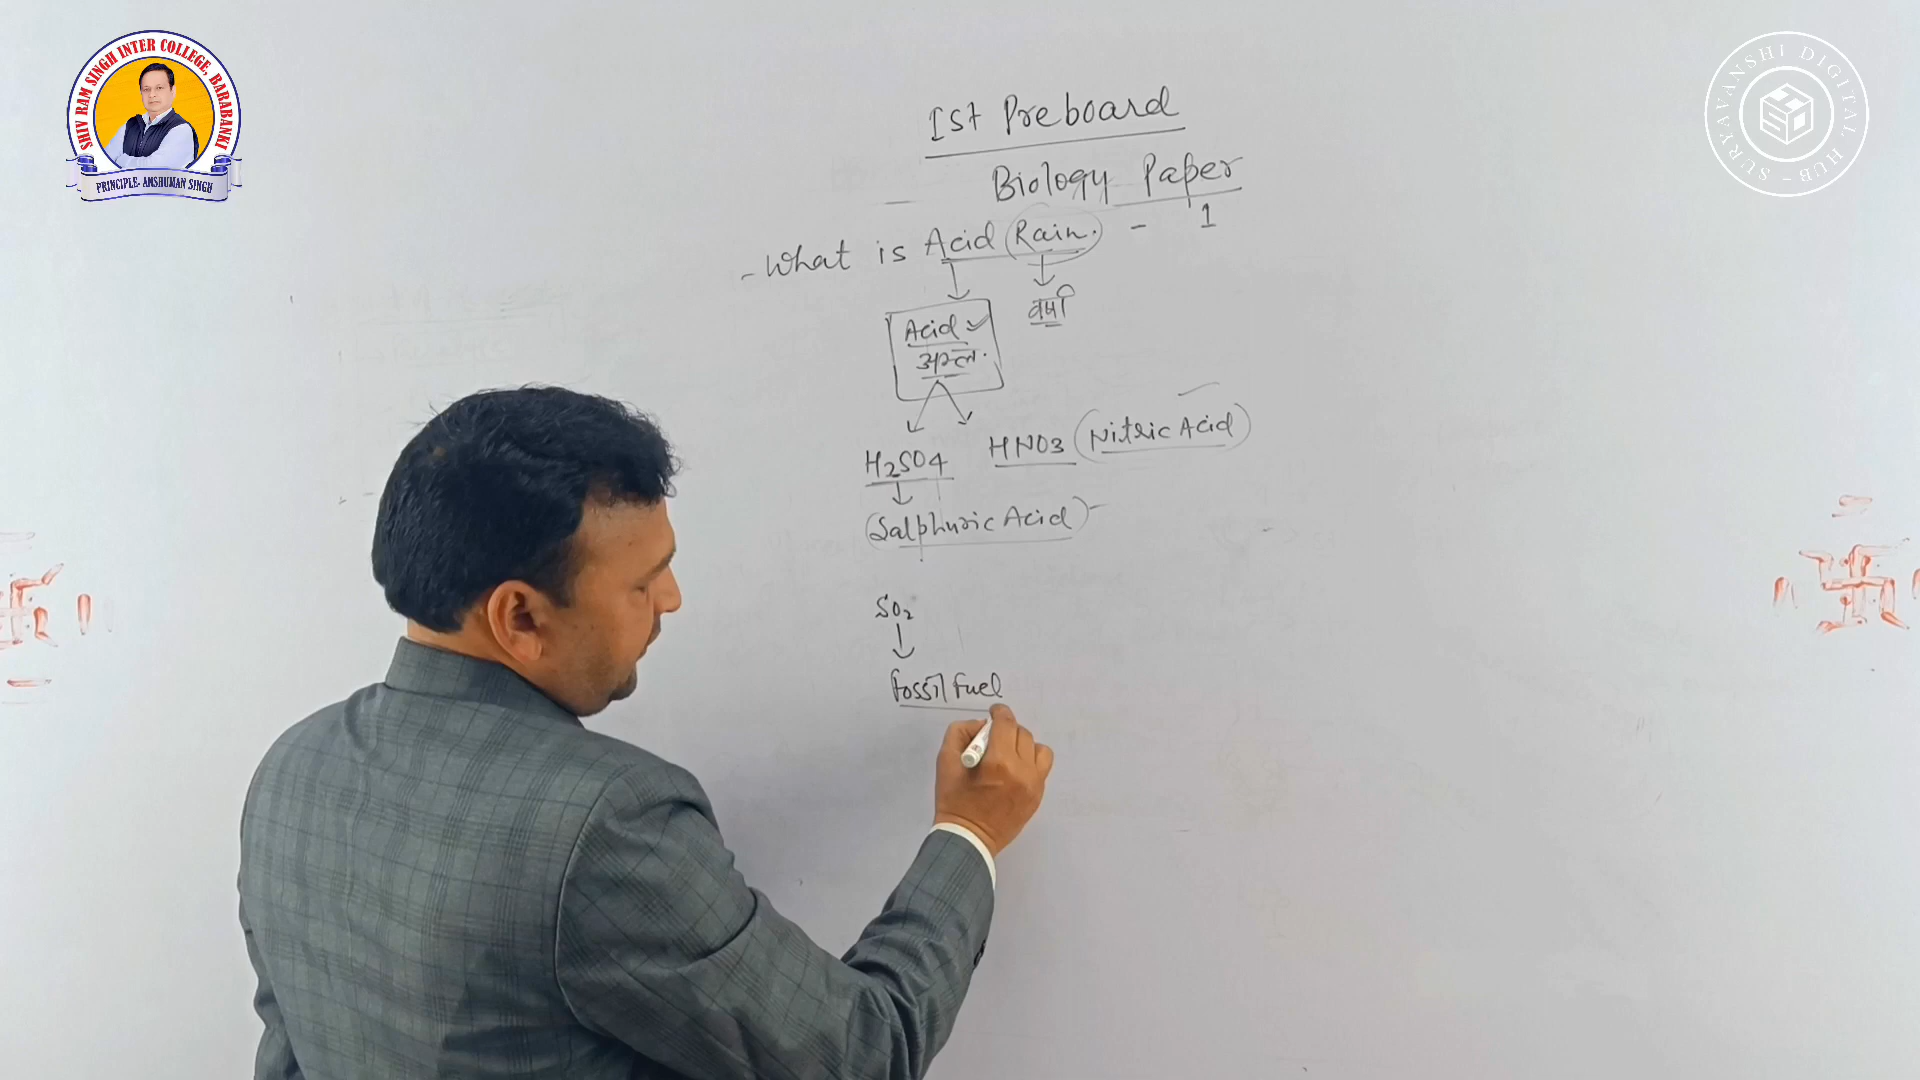 SHIV RAM SINGH INTER COLLEGE, BARABANKI
PRINCIPLE- ANSHUMAN SINGH
SURYAVANSHI DIGITAL HUB
Ist Preboard
Biology Paper
- What is Acid Rain. - 1
Acid
अम्ल
वर्षा
H2SO4
HNO3 (Nitric Acid)
(Salphuric Acid)
SO2
Fossil Fuel